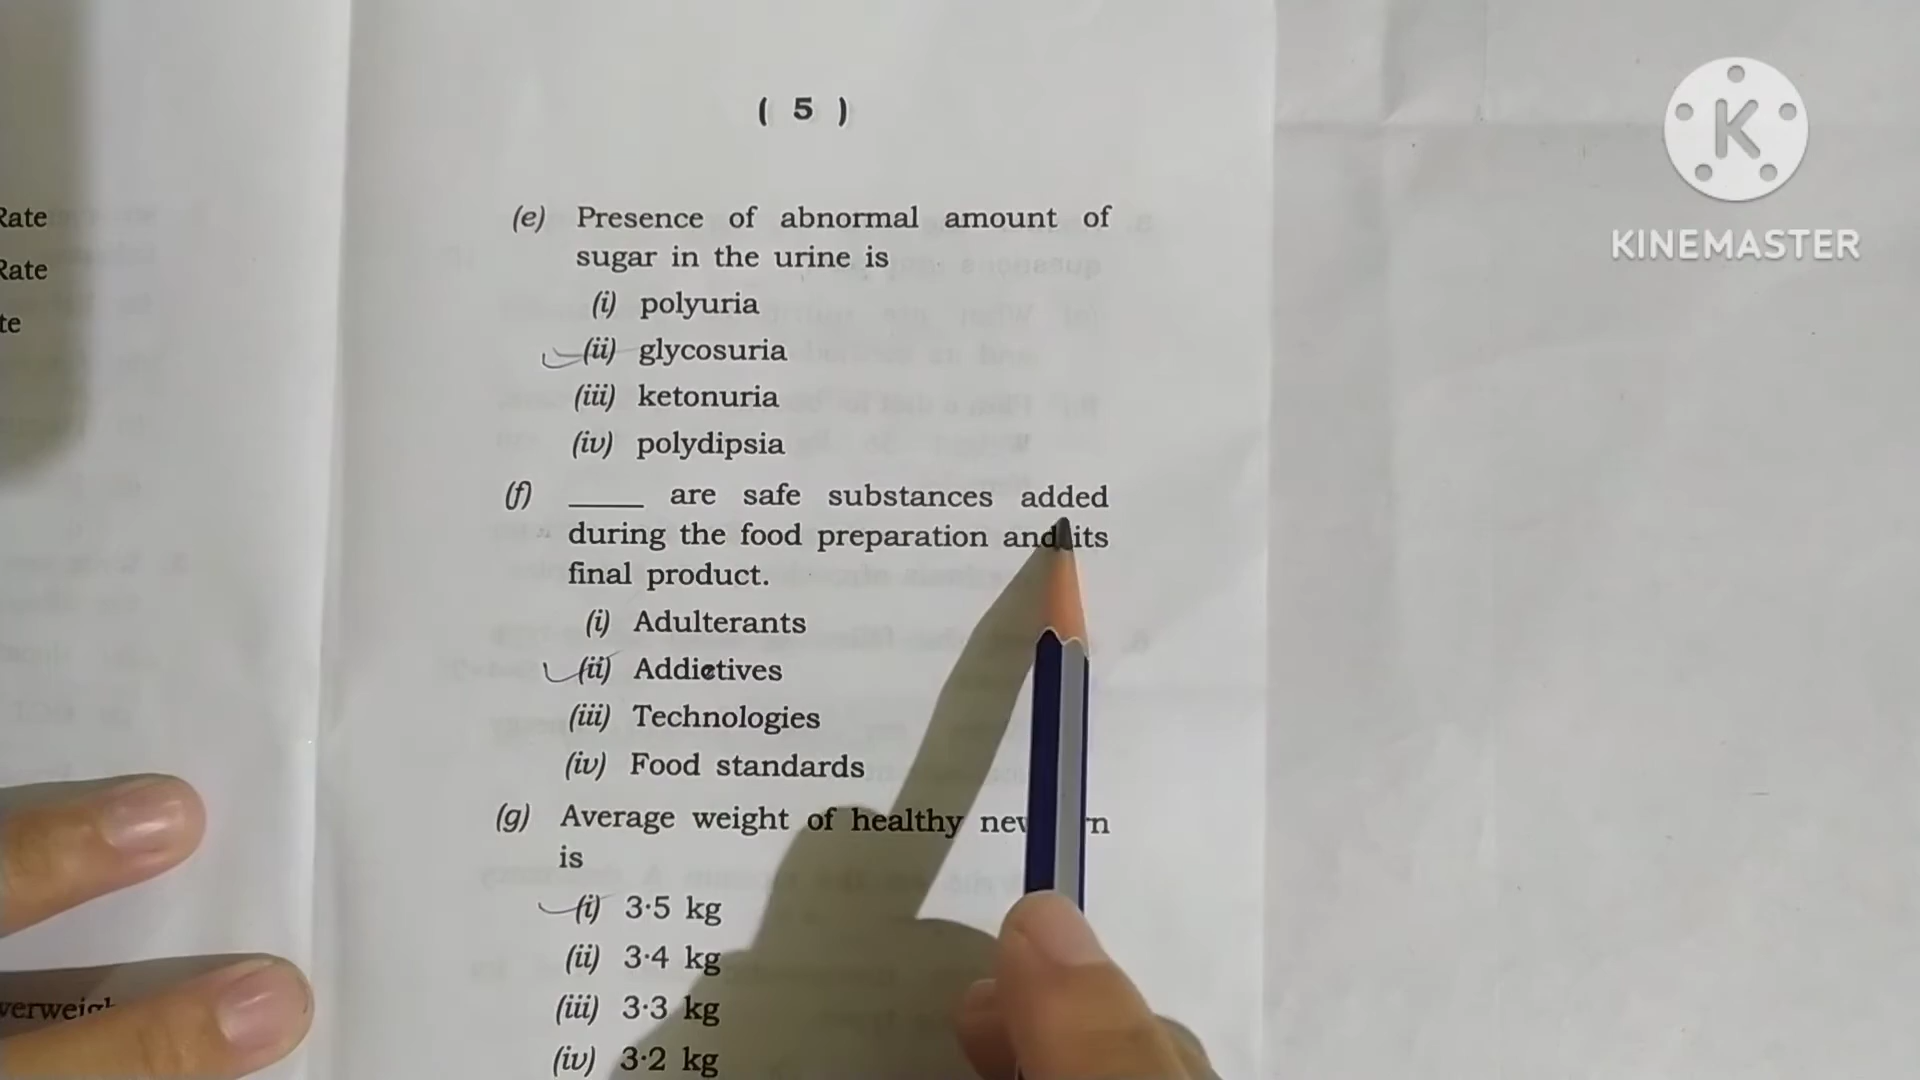 ( 5 )
Rate
Rate
te
(e) Presence of abnormal amount of
sugar in the urine is
(i) polyuria
(ii) glycosuria
(iii) ketonuria
(iv) polydipsia
(f) _____ are safe substances added
during the food preparation and its
final product.
(i) Adulterants
(ii) Addictives
(iii) Technologies
(iv) Food standards
(g) Average weight of healthy
is
(i) 3·5 kg
(ii) 3·4 kg
(iii) 3·3 kg
(iv) 3·2 kg
K
KINEMASTER